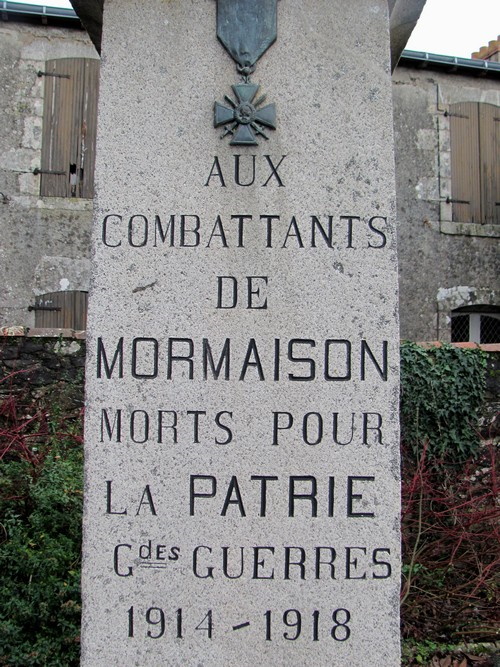 AUX
COMBATTANTS
DE
MORMAISON
MORTS POUR
LA PATRIE
Gdes GUERRES
1914-1918